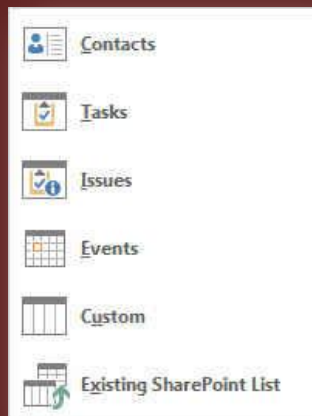 Contacts
Tasks
Issues
Events
Custom
Existing SharePoint List